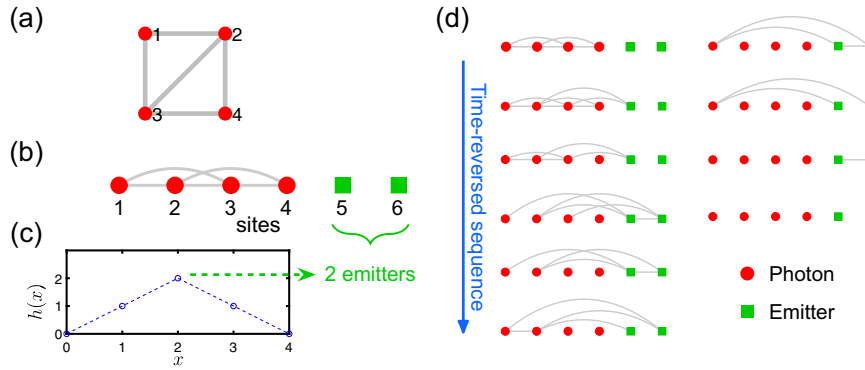 (a)
1 2
3 4
(b)
1 2 3 4 5 6
sites
(c)
2 emitters
h(x)
2
1
0
0 1 2 3 4
x
(d)
Time-reversed sequence
Photon
Emitter